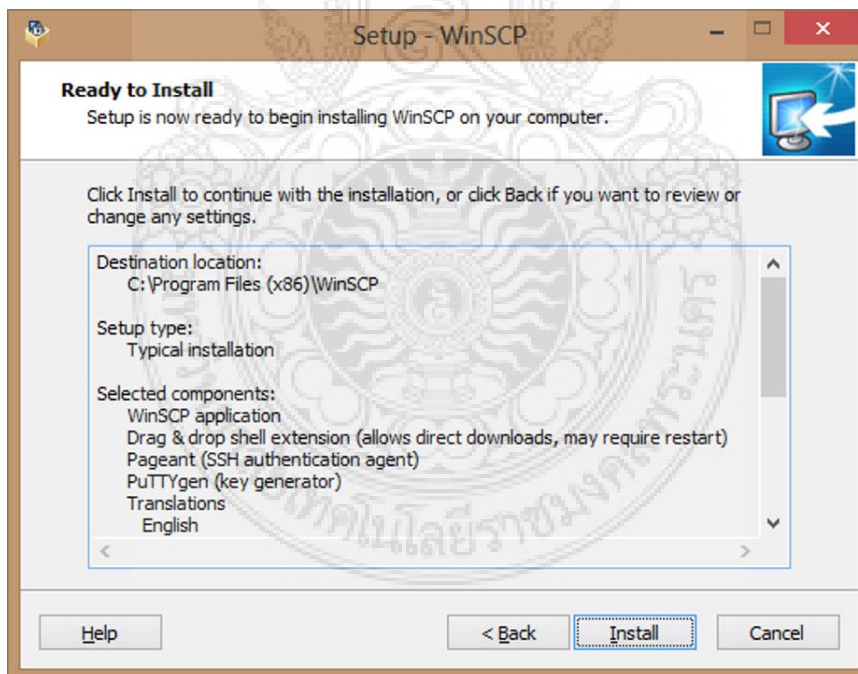 Setup - WinSCP
Ready to Install
Setup is now ready to begin installing WinSCP on your computer.
Click Install to continue with the installation, or click Back if you want to review or
change any settings.
Destination location:
C:\Program Files (x86)\WinSCP
Setup type:
Typical installation
Selected components:
WinSCP application
Drag & drop shell extension (allows direct downloads, may require restart)
Pageant (SSH authentication agent)
PuTTYgen (key generator)
Translations
English
Help
< Back
Install
Cancel